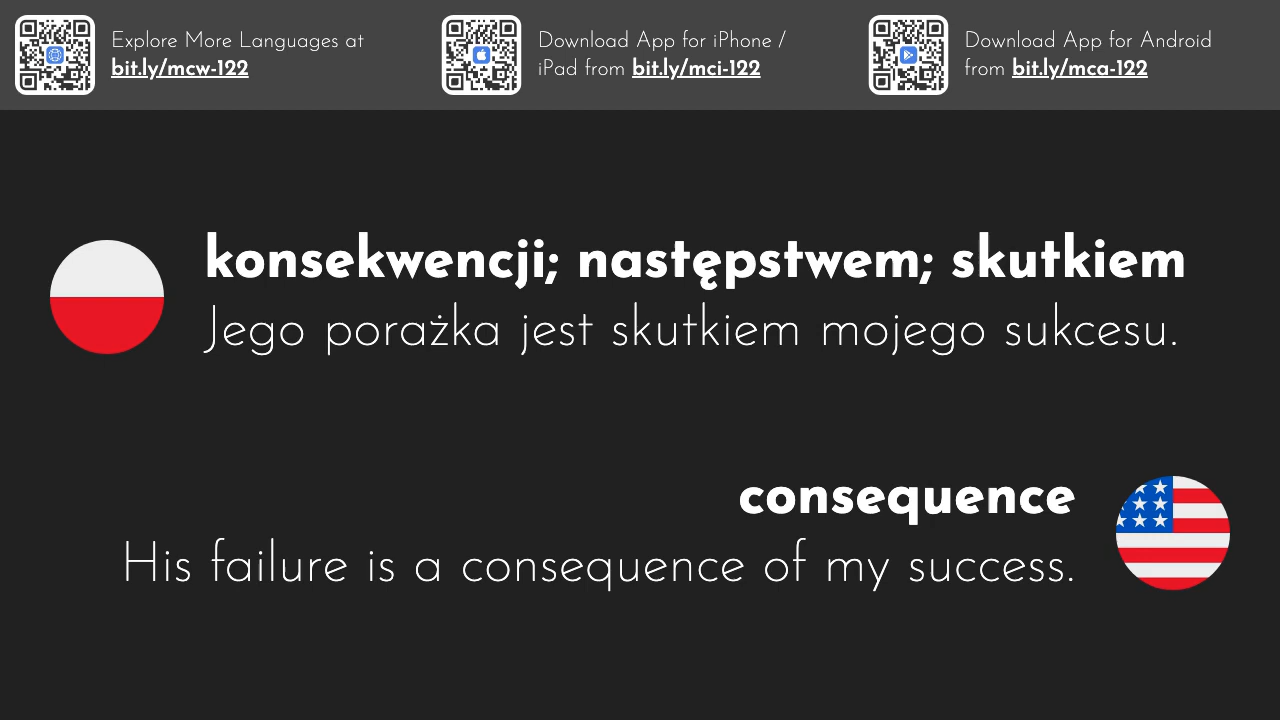 Explore More Languages at
bit.ly/mcw-122
Download App for iPhone /
iPad from bit.ly/mci-122
Download App for Android
from bit.ly/mca-122
konsekwencji; następstwem; skutkiem
Jego porażka jest skutkiem mojego sukcesu.
consequence
His failure is a consequence of my success.